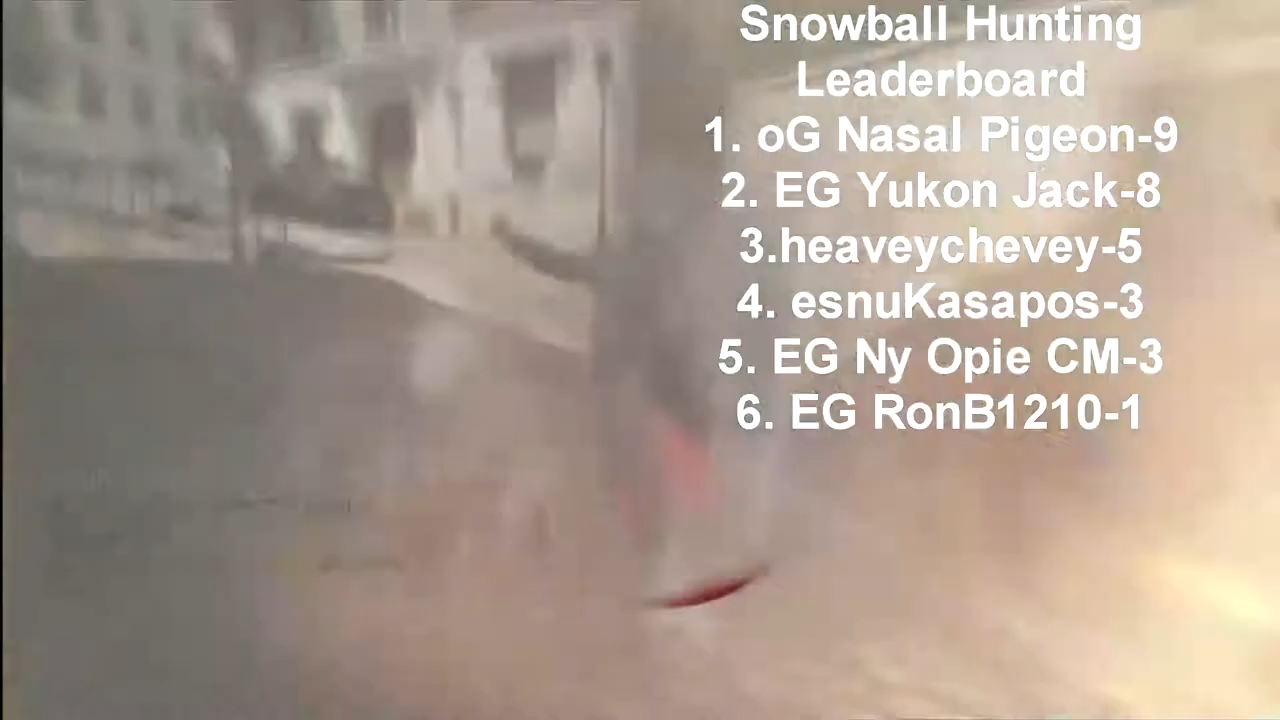 Snowball Hunting
Leaderboard
1. oG Nasal Pigeon-9
2. EG Yukon Jack-8
3.heaveychevey-5
4. esnuKasapos-3
5. EG Ny Opie CM-3
6. EG RonB1210-1